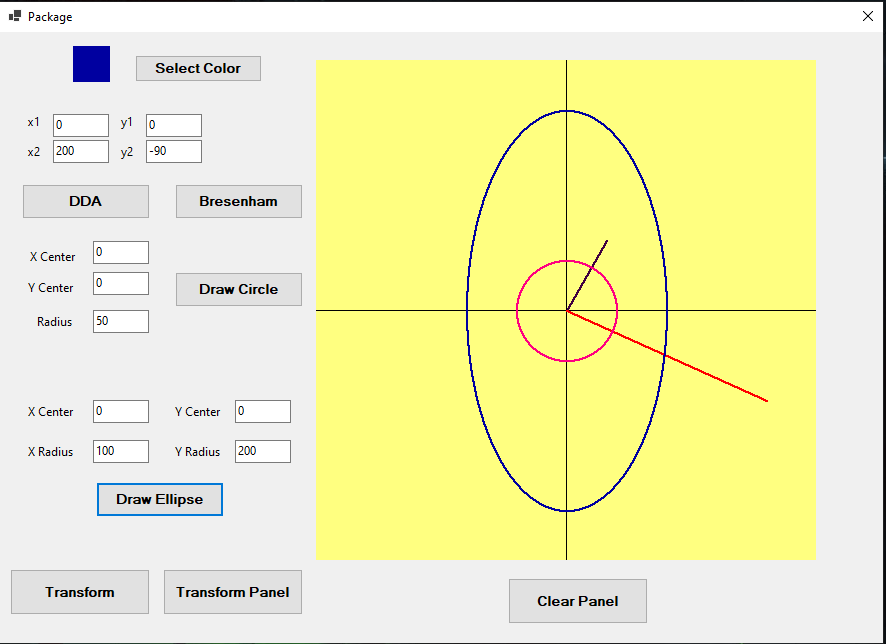 Package
Select Color
x1 0 y1 0
x2 200 y2 -90
DDA Bresenham
X Center 0
Y Center 0
Draw Circle
Radius 50
X Center 0 Y Center 0
X Radius 100 Y Radius 200
Draw Ellipse
Transform Transform Panel
Clear Panel